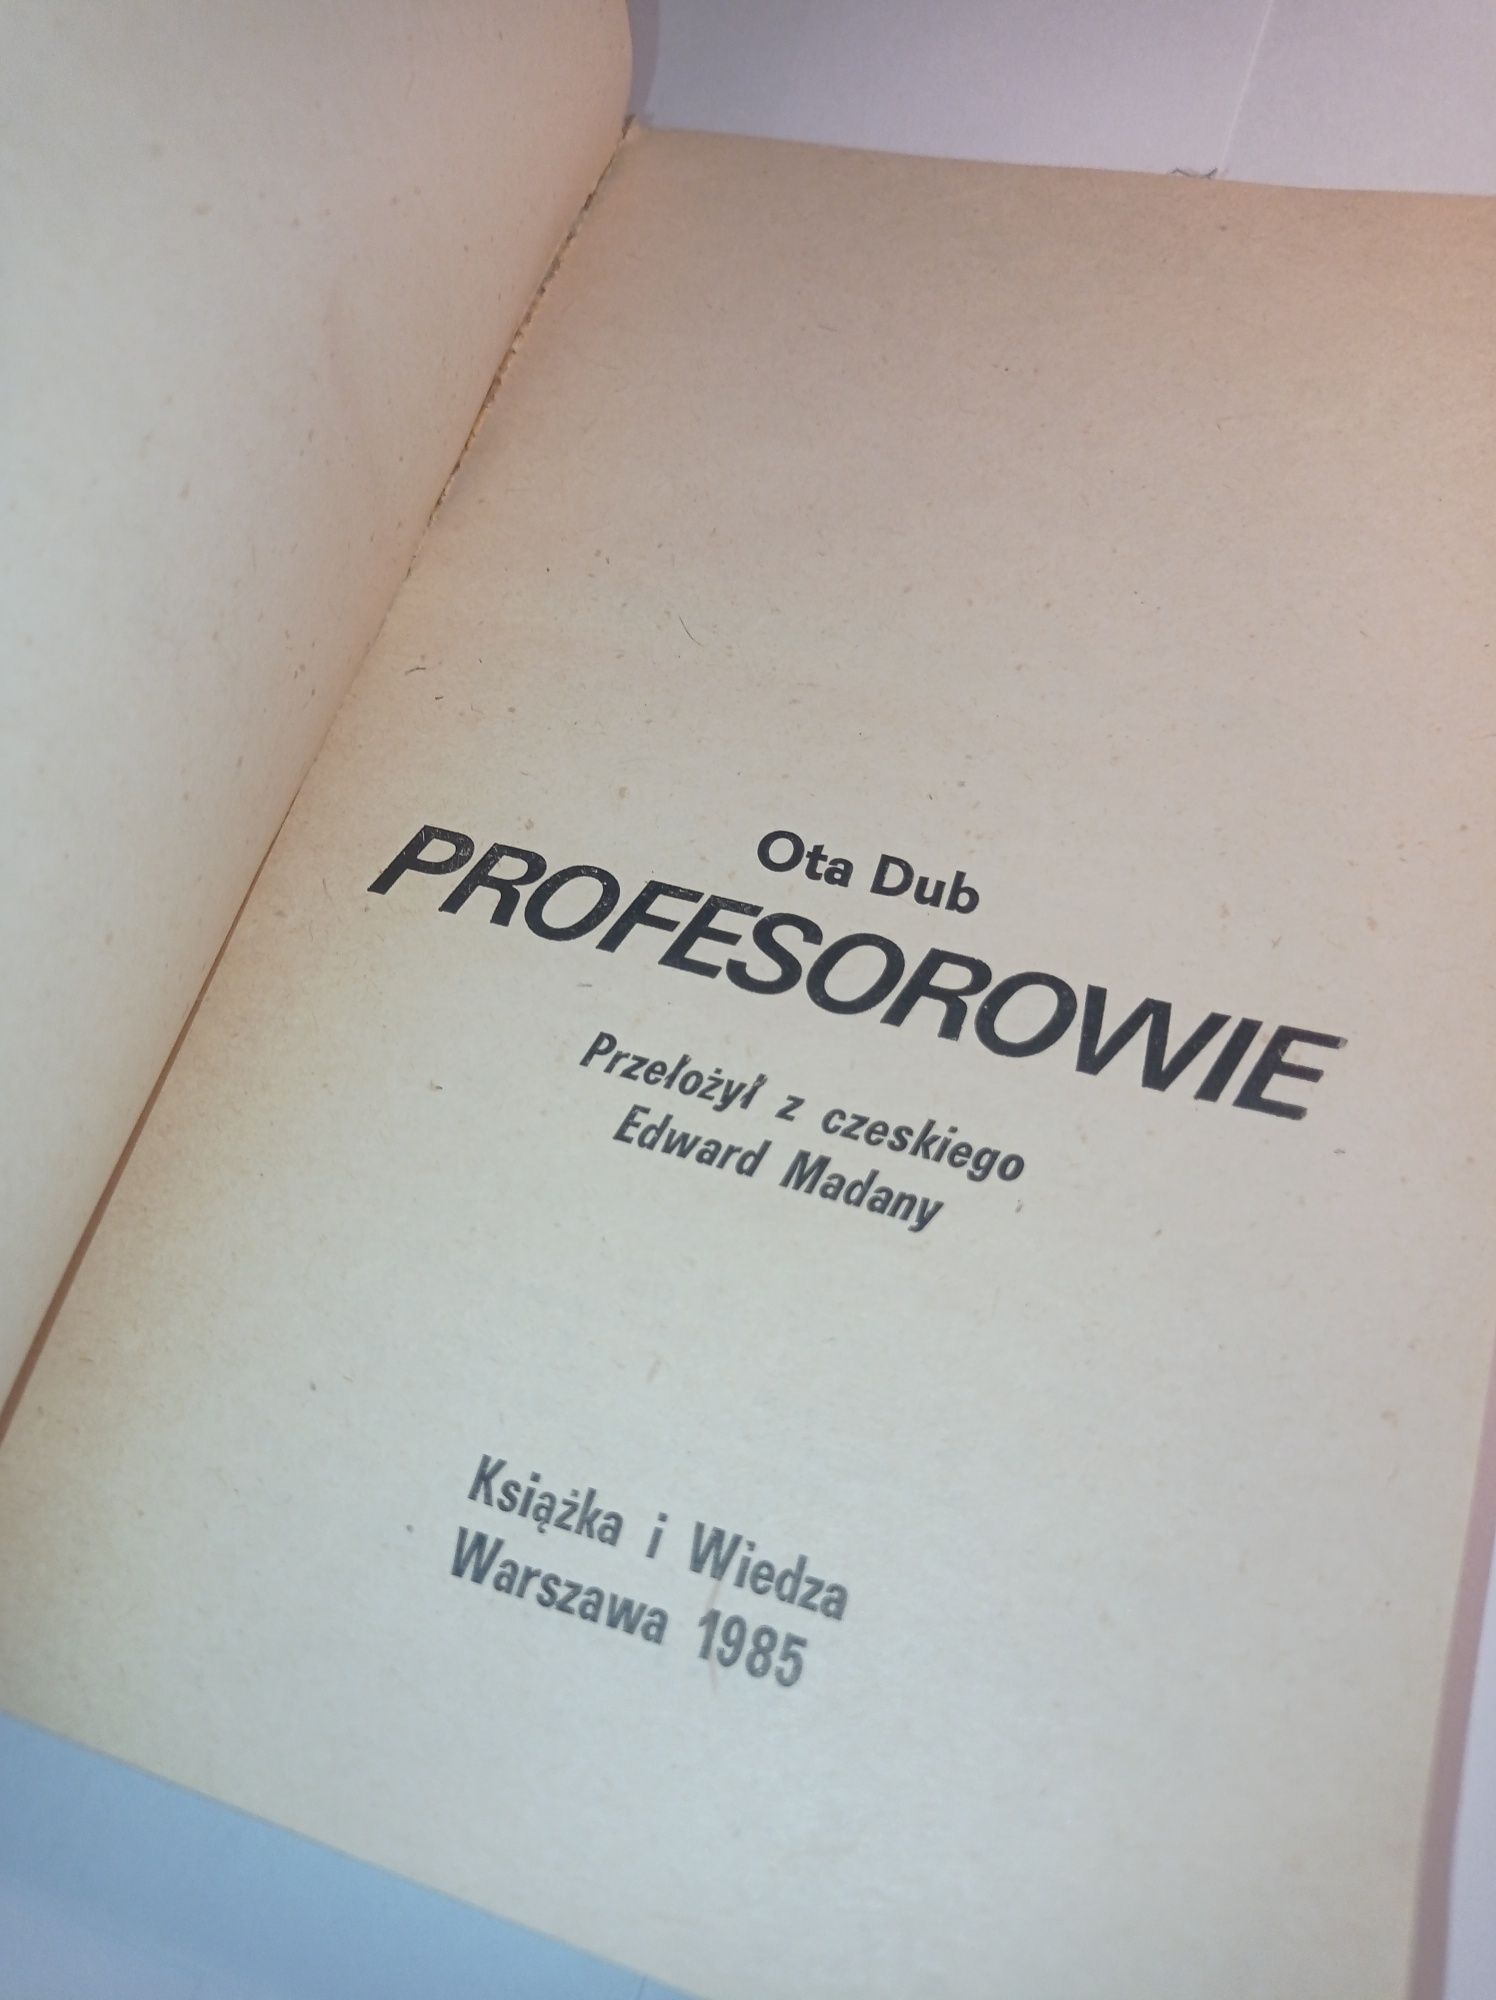 Ota Dub
PROFESOROWIE
Przełożył z czeskiego
Edward Madany
Książka i Wiedza
Warszawa 1985